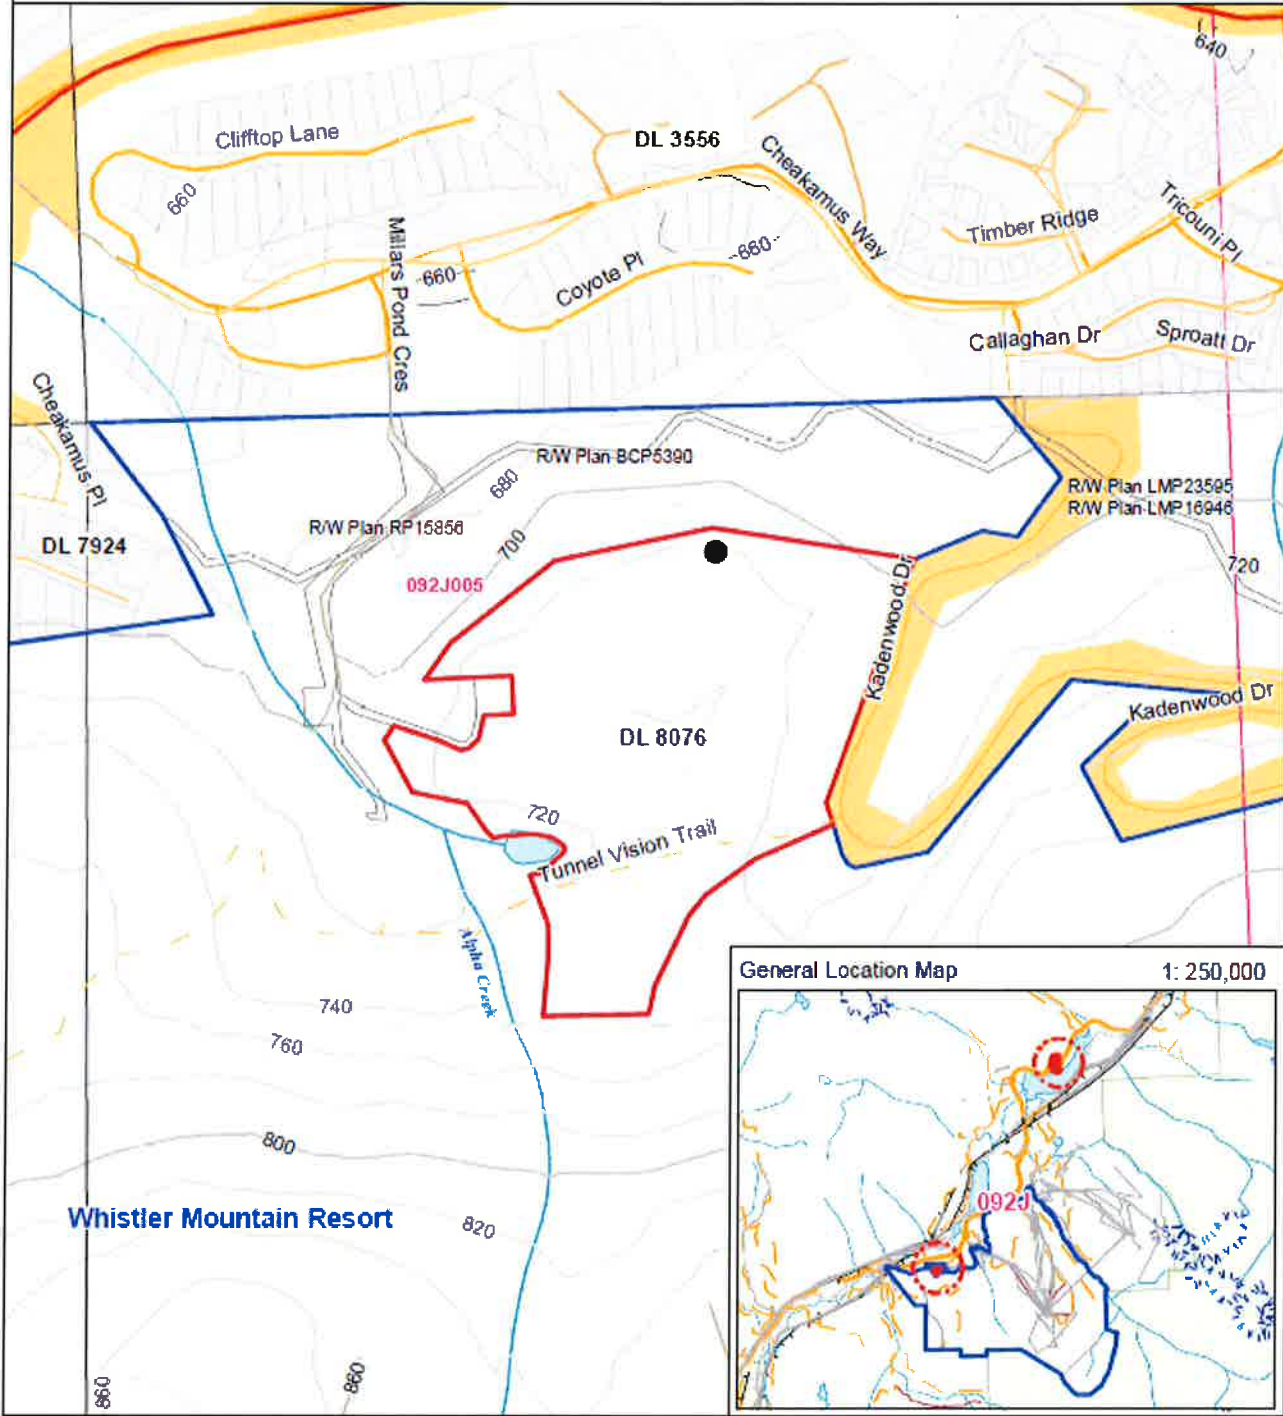 640
Clifftop Lane
DL 3556
Cheakamus Way
660
Timber Ridge
Tricouni Pl
Millars Pond Cres
660
Coyote Pl
660
Callaghan Dr
Sproatt Dr
Cheakamus Pl
R/W Plan BCP5390
680
R/W Plan LMP23595
R/W Plan LMP16946
R/W Plan RP15856
DL 7924
700
720
092J005
Kadenwood Dr
Kadenwood Dr
DL 8076
720
Tunnel Vision Trail
Alpha Creek
740
760
800
Whistler Mountain Resort
820
860
860
General Location Map 1: 250,000
092J